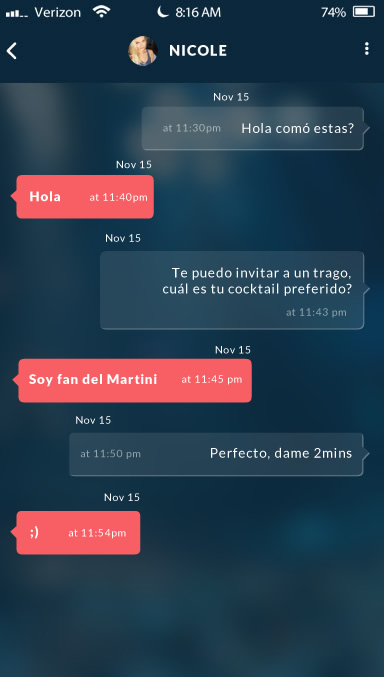 Verizon 8:16 AM 74%
NICOLE
Nov 15
at 11:30pm Hola comó estas?
Nov 15
Hola at 11:40pm
Nov 15
Te puedo invitar a un trago,
cuál es tu cocktail preferido?
at 11:43 pm
Nov 15
Soy fan del Martini at 11:45 pm
Nov 15
at 11:50 pm Perfecto, dame 2mins
Nov 15
;) at 11:54pm